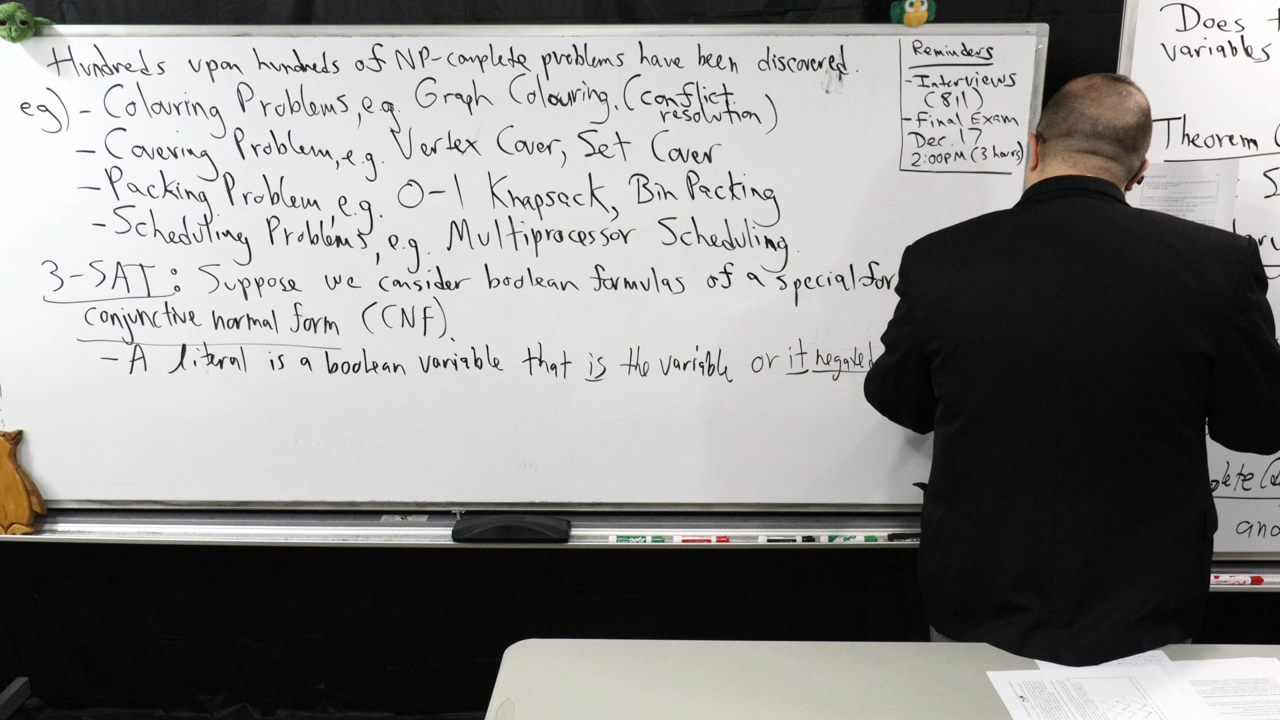 Hundreds upon hundreds of NP-complete problems have been discovered.
eg) - Colouring Problems, e.g. Graph Colouring. (conflict
resolution)
- Covering Problem, e.g. Vertex Cover, Set Cover
- Packing Problem, e.g. 0-1 Knapsack, Bin Packing
- Scheduling Problems, e.g. Multiprocessor Scheduling.
3-SAT: Suppose we consider boolean formulas of a special for
conjunctive normal form (CNF).
- A literal is a boolean variable that is the variable or it negated
Reminders
- Interviews
(811)
- Final Exam
Dec. 17
2:00PM (3 hours)
Does
variables
Theorem
and